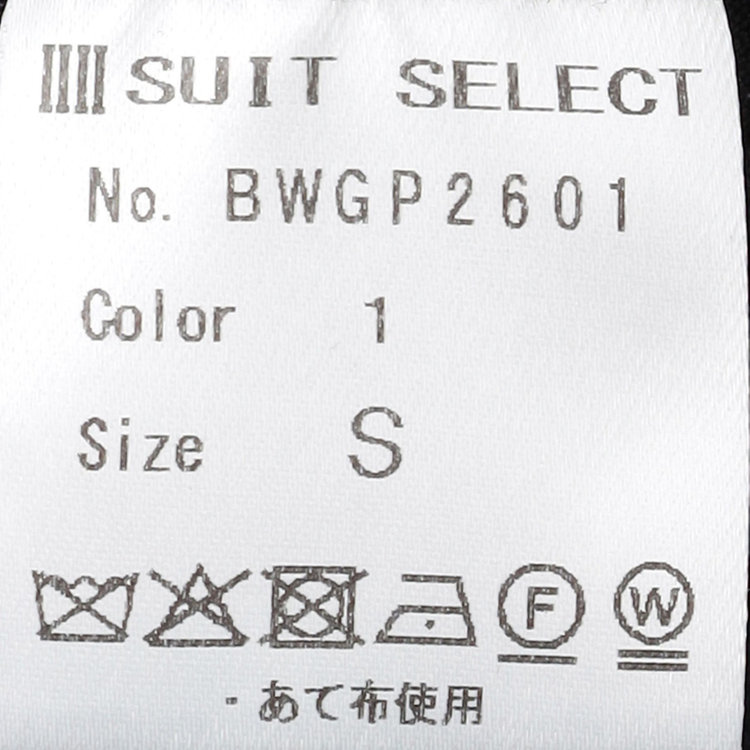 SUIT SELECT
No. BWGP2601
Color 1
Size S
F W
・あて布使用